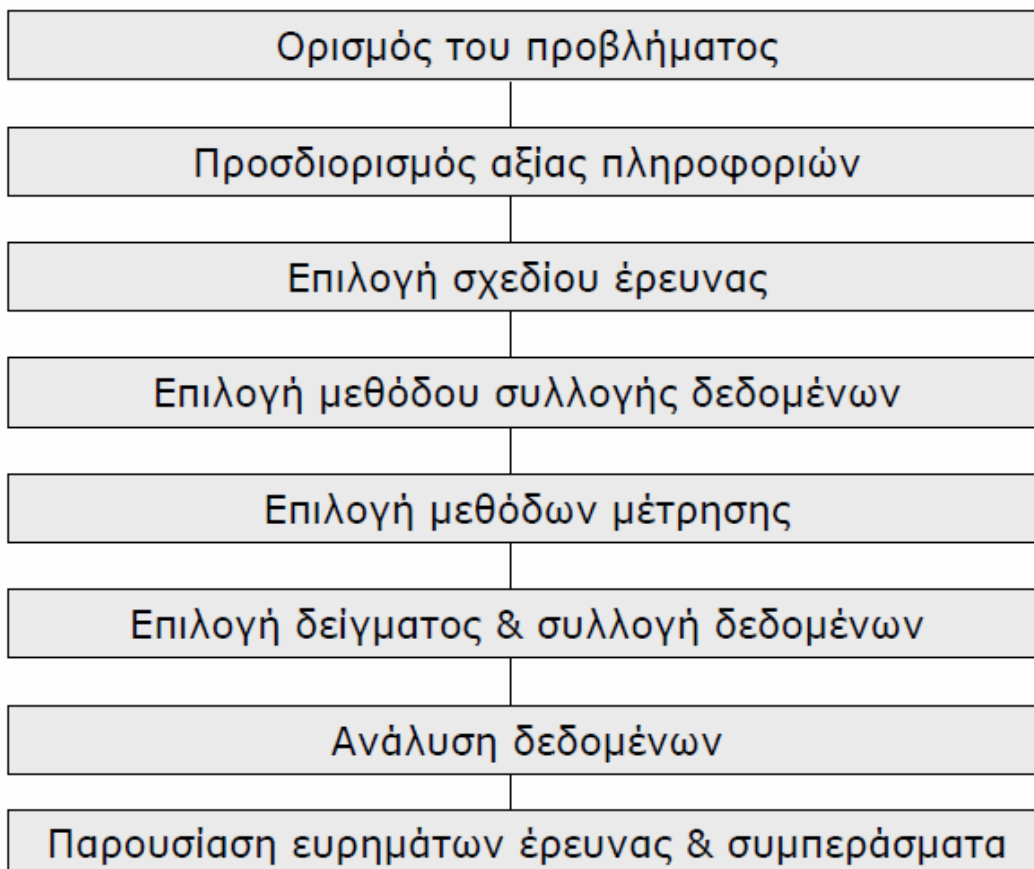 Ορισμός του προβλήματος
Προσδιορισμός αξίας πληροφοριών
Επιλογή σχεδίου έρευνας
Επιλογή μεθόδου συλλογής δεδομένων
Επιλογή μεθόδων μέτρησης
Επιλογή δείγματος & συλλογή δεδομένων
Ανάλυση δεδομένων
Παρουσίαση ευρημάτων έρευνας & συμπεράσματα